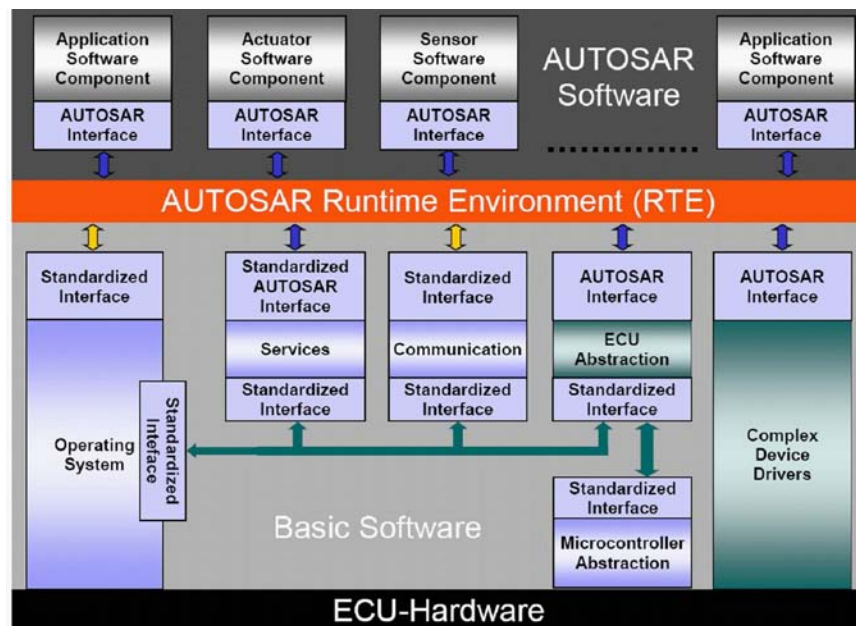 Application
Software
Component
AUTOSAR
Interface
Actuator
Software
Component
AUTOSAR
Interface
Sensor
Software
Component
AUTOSAR
Interface
AUTOSAR
Software
Application
Software
Component
AUTOSAR
Interface
AUTOSAR Runtime Environment (RTE)
Standardized
Interface
Operating
System
Standardized
Inteface
Standardized
AUTOSAR
Interface
Services
Standardized
Interface
Standardized
Interface
Communication
Standardized
Interface
AUTOSAR
Interface
ECU
Abstraction
Standardized
Interface
Standardized
Interface
Microcontroller
Abstraction
AUTOSAR
Interface
Complex
Device
Drivers
Basic Software
ECU-Hardware